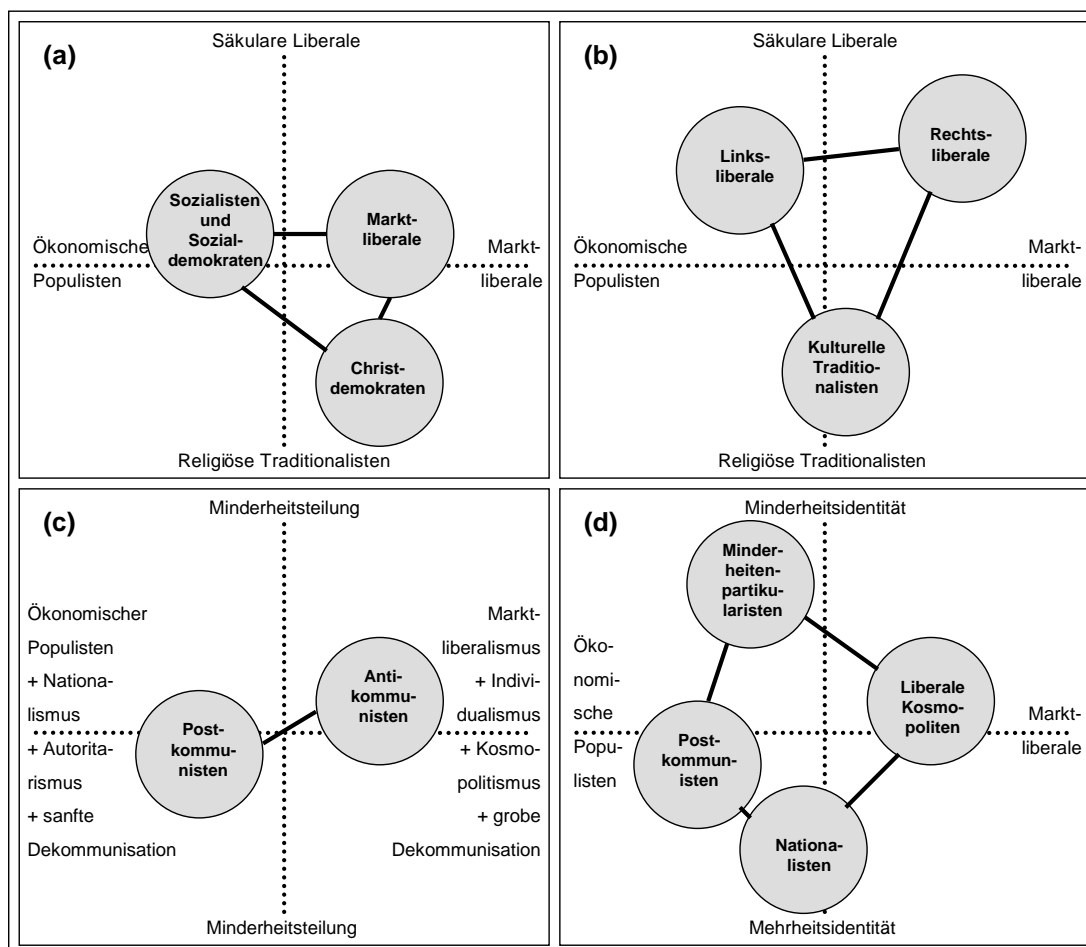 (a)
Säkulare Liberale
Sozialisten
und
Sozial-
demokraten
Markt-
liberale
Ökonomische
Populisten
Markt-
liberale
Christ-
demokraten
Religiöse Traditionalisten
(b)
Säkulare Liberale
Links-
liberale
Rechts-
liberale
Ökonomische
Populisten
Markt-
liberale
Kulturelle
Traditio-
nalisten
Religiöse Traditionalisten
(c)
Minderheitsteilung
Ökonomischer
Populisten
+ Nationa-
lismus
+ Autorita-
rismus
+ sanfte
Dekommunisation
Post-
kommu-
nisten
Anti-
kommu-
nisten
Markt-
liberalismus
+ Indivi-
dualismus
+ Kosmo-
politismus
+ grobe
Dekommunisation
Minderheitsteilung
(d)
Minderheitsidentität
Minder-
heiten-
partiku-
laristen
Öko-
nomi-
sche
Popu-
listen
Post-
kommun-
isten
Liberale
Kosmo-
politen
Markt-
liberale
Nationa-
listen
Mehrheitsidentität